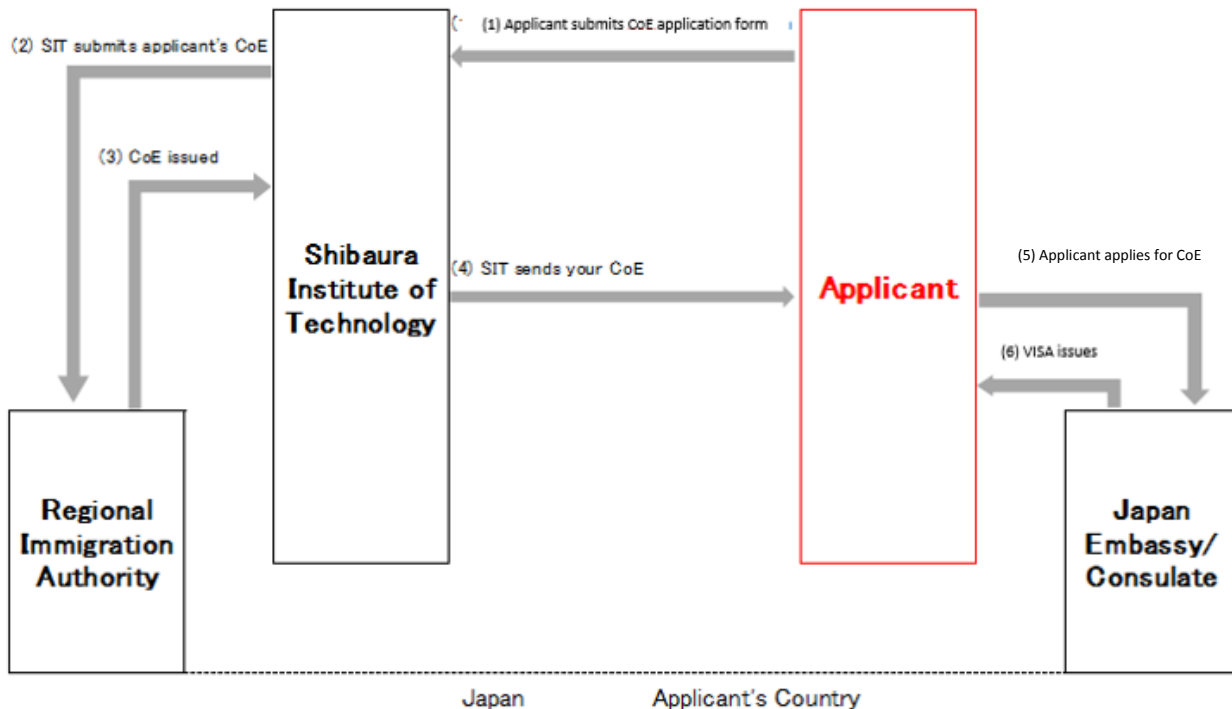 (1) Applicant submits CoE application form
(2) SIT submits applicant's CoE
(3) CoE issued
Shibaura
Institute of
Technology
(4) SIT sends your CoE
Applicant
(5) Applicant applies for CoE
(6) VISA issues
Regional
Immigration
Authority
Japan
Embassy/
Consulate
Japan
Applicant's Country